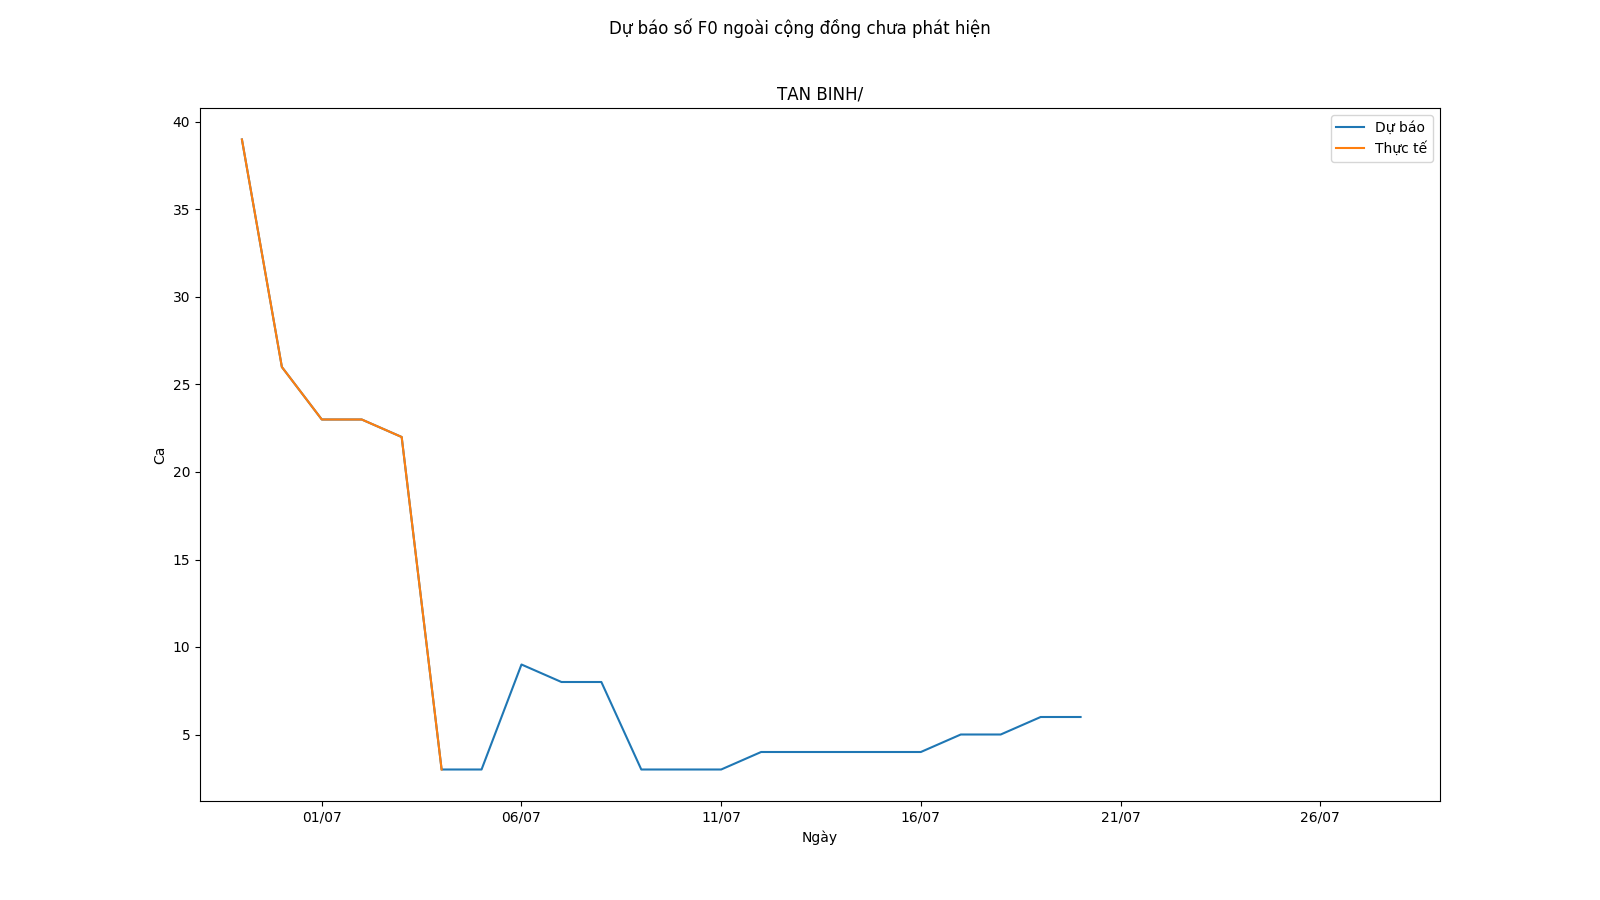 Dự báo số F0 ngoài cộng đồng chưa phát hiện
TAN BINH/
Dự báo
Thực tế
40
35
30
25
20
15
10
5
Ca
01/07
06/07
11/07
16/07
21/07
26/07
Ngày